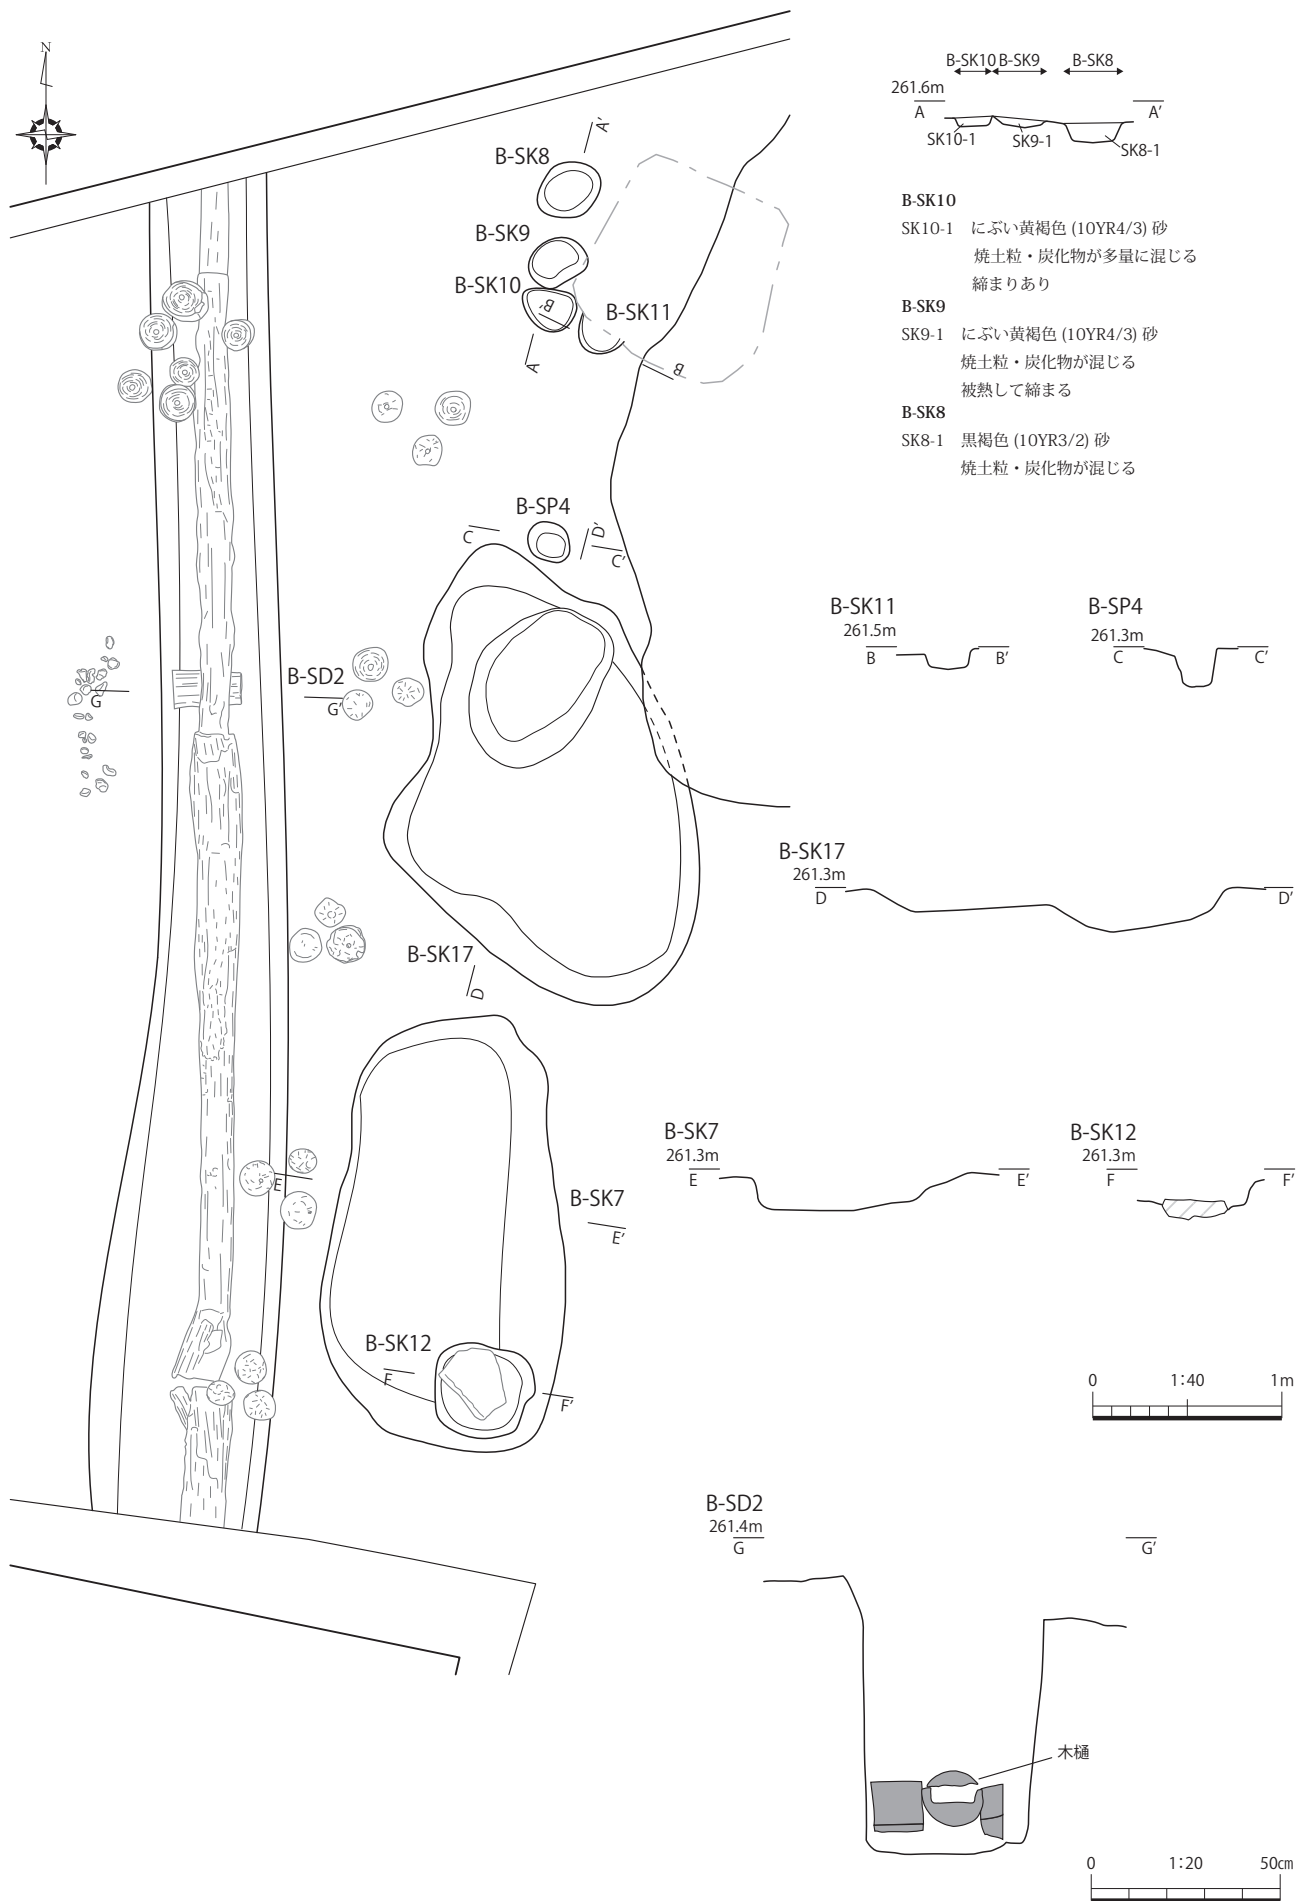 N
B-SK8
A'
B-SK9
B-SK10
B'
B-SK11
A
B
B-SP4
C
D'
C'
G
B-SD2
G'
B-SK17
D
E
B-SK7
E'
B-SK12
F
F'
B-SK10 B-SK9 B-SK8
261.6m
A A'
SK10-1 SK9-1 SK8-1
B-SK10
SK10-1 にぶい黄褐色 (10YR4/3) 砂
焼土粒・炭化物が多量に混じる
締まりあり
B-SK9
SK9-1 にぶい黄褐色 (10YR4/3) 砂
焼土粒・炭化物が混じる
被熱して締まる
B-SK8
SK8-1 黒褐色 (10YR3/2) 砂
焼土粒・炭化物が混じる
B-SK11
261.5m
B B'
B-SP4
261.3m
C C'
B-SK17
261.3m
D D'
B-SK7
261.3m
E E'
B-SK12
261.3m
F F'
0 1:40 1m
B-SD2
261.4m
G G'
木樋
0 1:20 50㎝